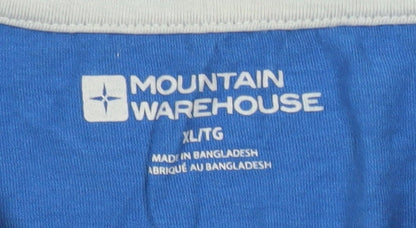 MOUNTAIN
WAREHOUSE
XL/TG
MADE IN BANGLADESH
FABRIQUÉ AU BANGLADESH